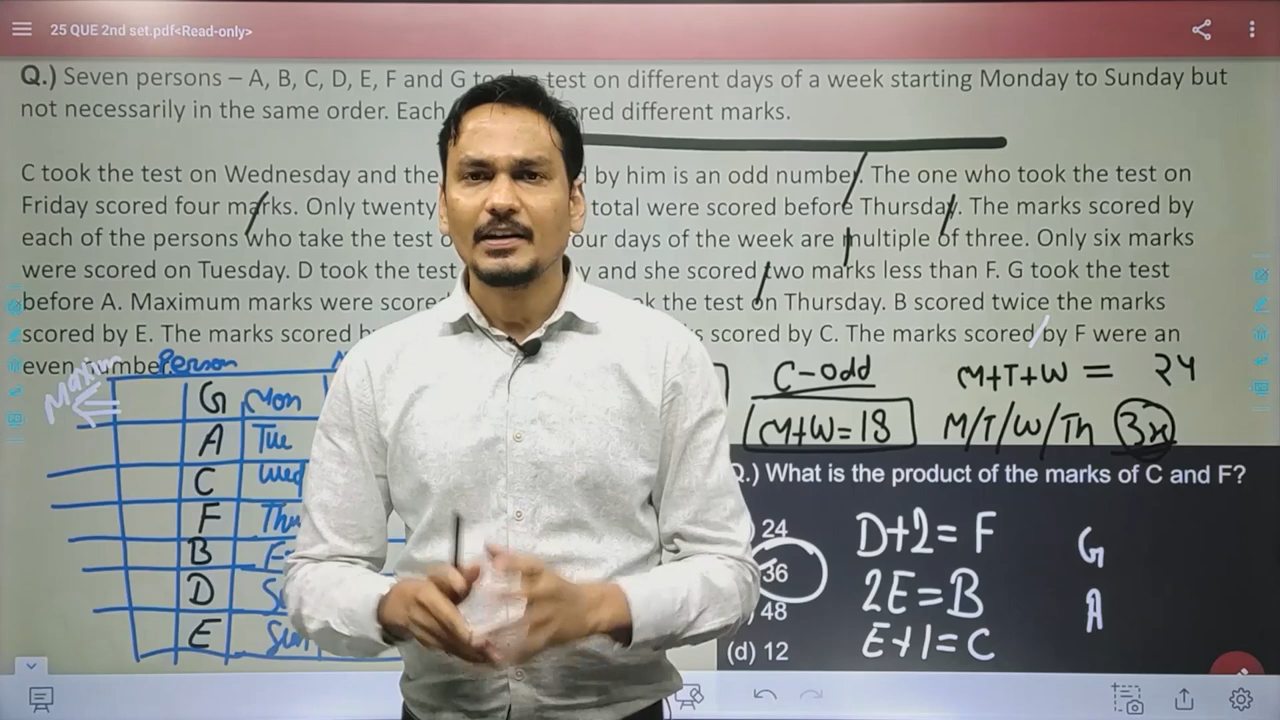 25 QUE 2nd set.pdf<Read-only>
Q.) Seven persons – A, B, C, D, E, F and G test on different days of a week starting Monday to Sunday but
not necessarily in the same order. Each different marks.
C took the test on Wednesday and the by him is an odd number. The one who took the test on
Friday scored four marks. Only twenty total were scored before Thursday. The marks scored by
each of the persons who take the test days of the week are multiple of three. Only six marks
were scored on Tuesday. D took the test and she scored two marks less than F. G took the test
before A. Maximum marks were the test on Thursday. B scored twice the marks
scored by E. The marks scored scored by C. The marks scored by F were an
even number
Person
Maxim
G Mon
A Tue
C Wed
F Thu
B
D
E Sun
C-odd
M+T+W = 24
M+W=18
M/T/W/Th 3x
Q.) What is the product of the marks of C and F?
24
36
48
(d) 12
D+2=F
2E=B
E+1=C
G
A